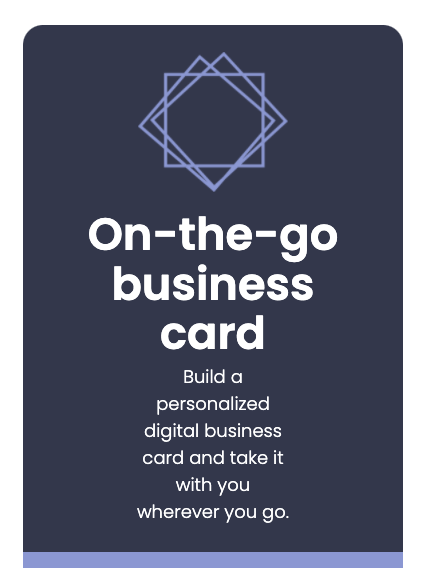 On-the-go
business
card
Build a
personalized
digital business
card and take it
with you
wherever you go.